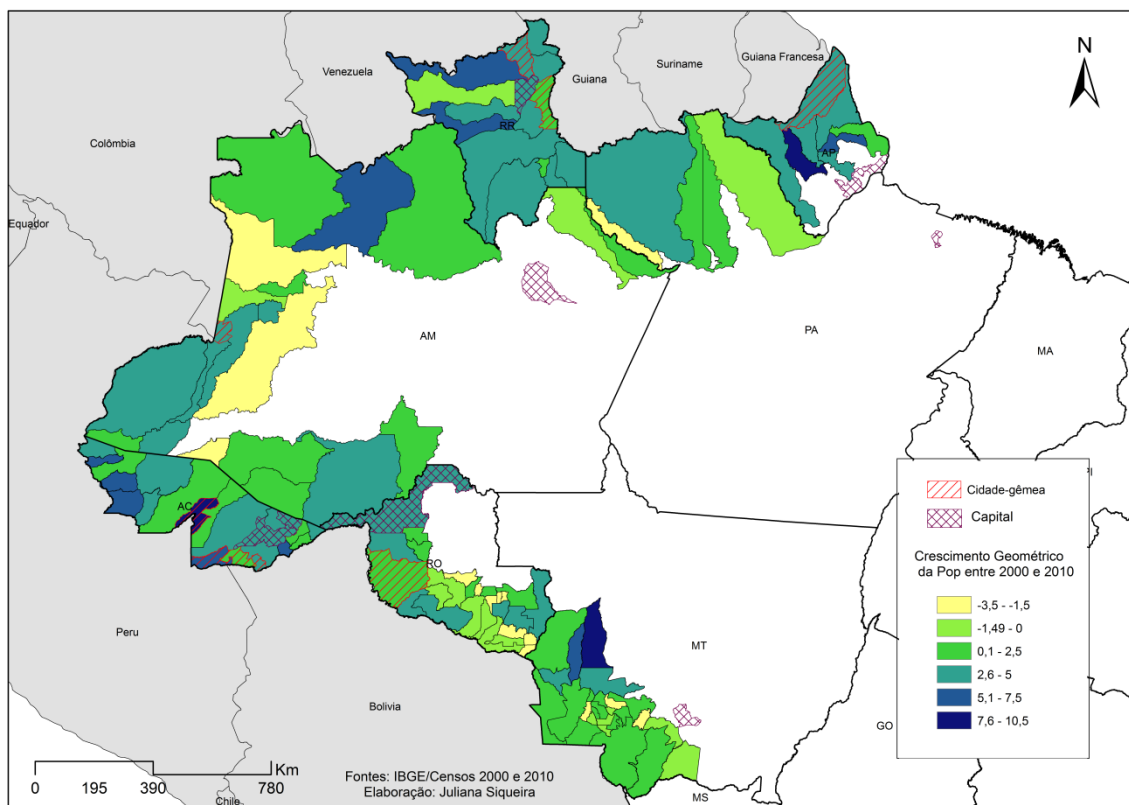 N
Venezuela
Guiana
Suriname
Guiana Francesa
Colômbia
RR
AP
Equador
AM
PA
MA
AC
RO
Peru
MT
Bolivia
GO
MS
Chile
PI
Cidade-gêmea
Capital
Crescimento Geométrico
da Pop entre 2000 e 2010
-3,5 - -1,5
-1,49 - 0
0,1 - 2,5
2,6 - 5
5,1 - 7,5
7,6 - 10,5
Km
0 195 390 780
Fontes: IBGE/Censos 2000 e 2010
Elaboração: Juliana Siqueira